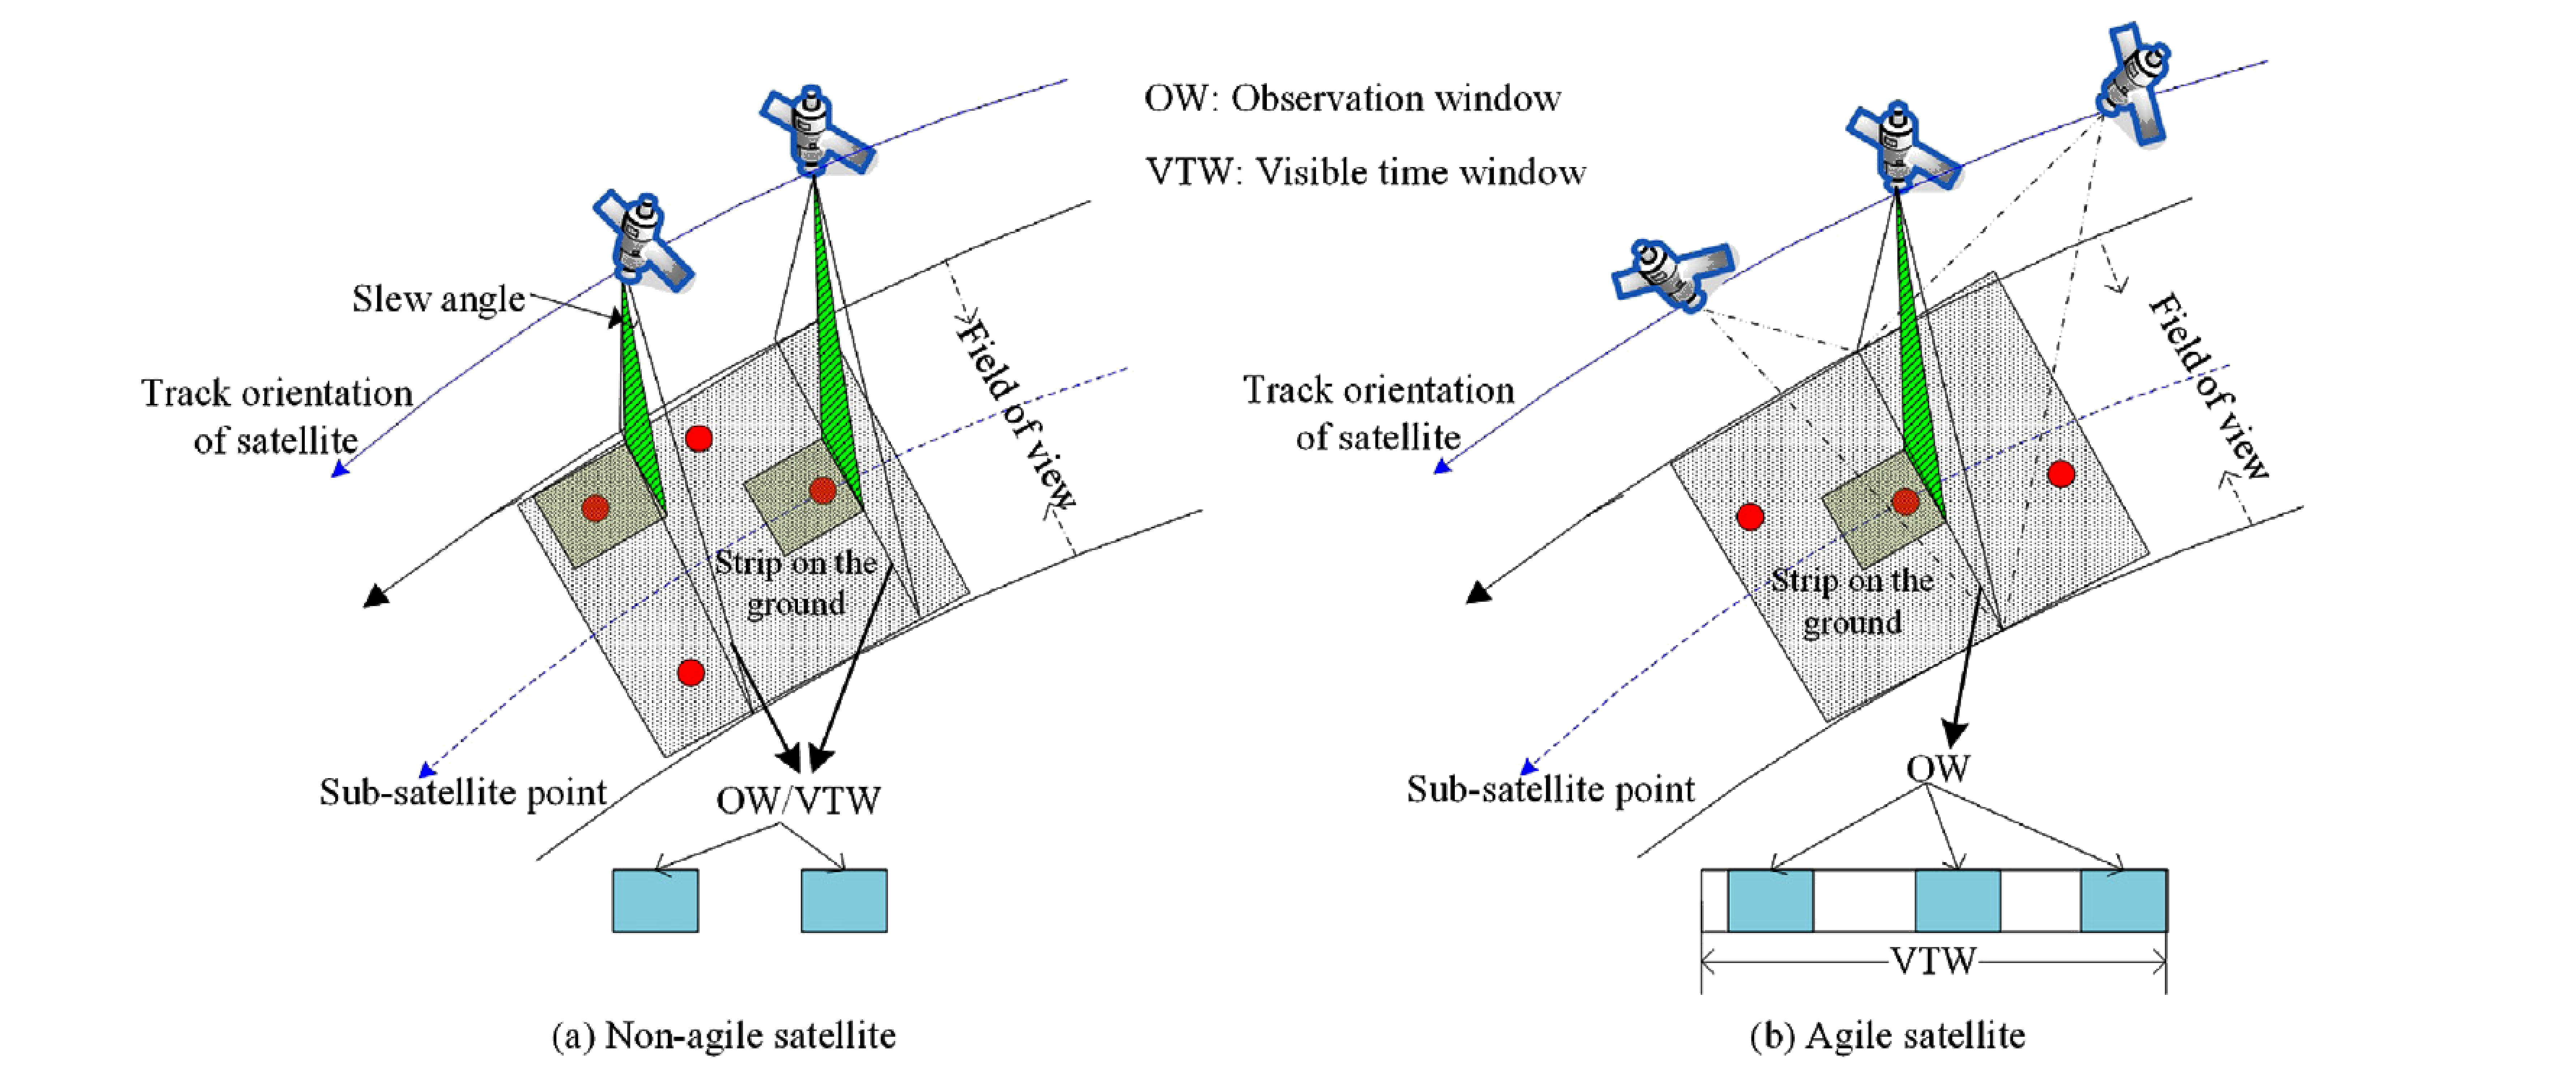 OW: Observation window
VTW: Visible time window
Slew angle
Track orientation
of satellite
Field of view
Strip on the
ground
Sub-satellite point
OW/VTW
(a) Non-agile satellite
Track orientation
of satellite
Field of view
Strip on the
ground
Sub-satellite point
OW
VTW
(b) Agile satellite